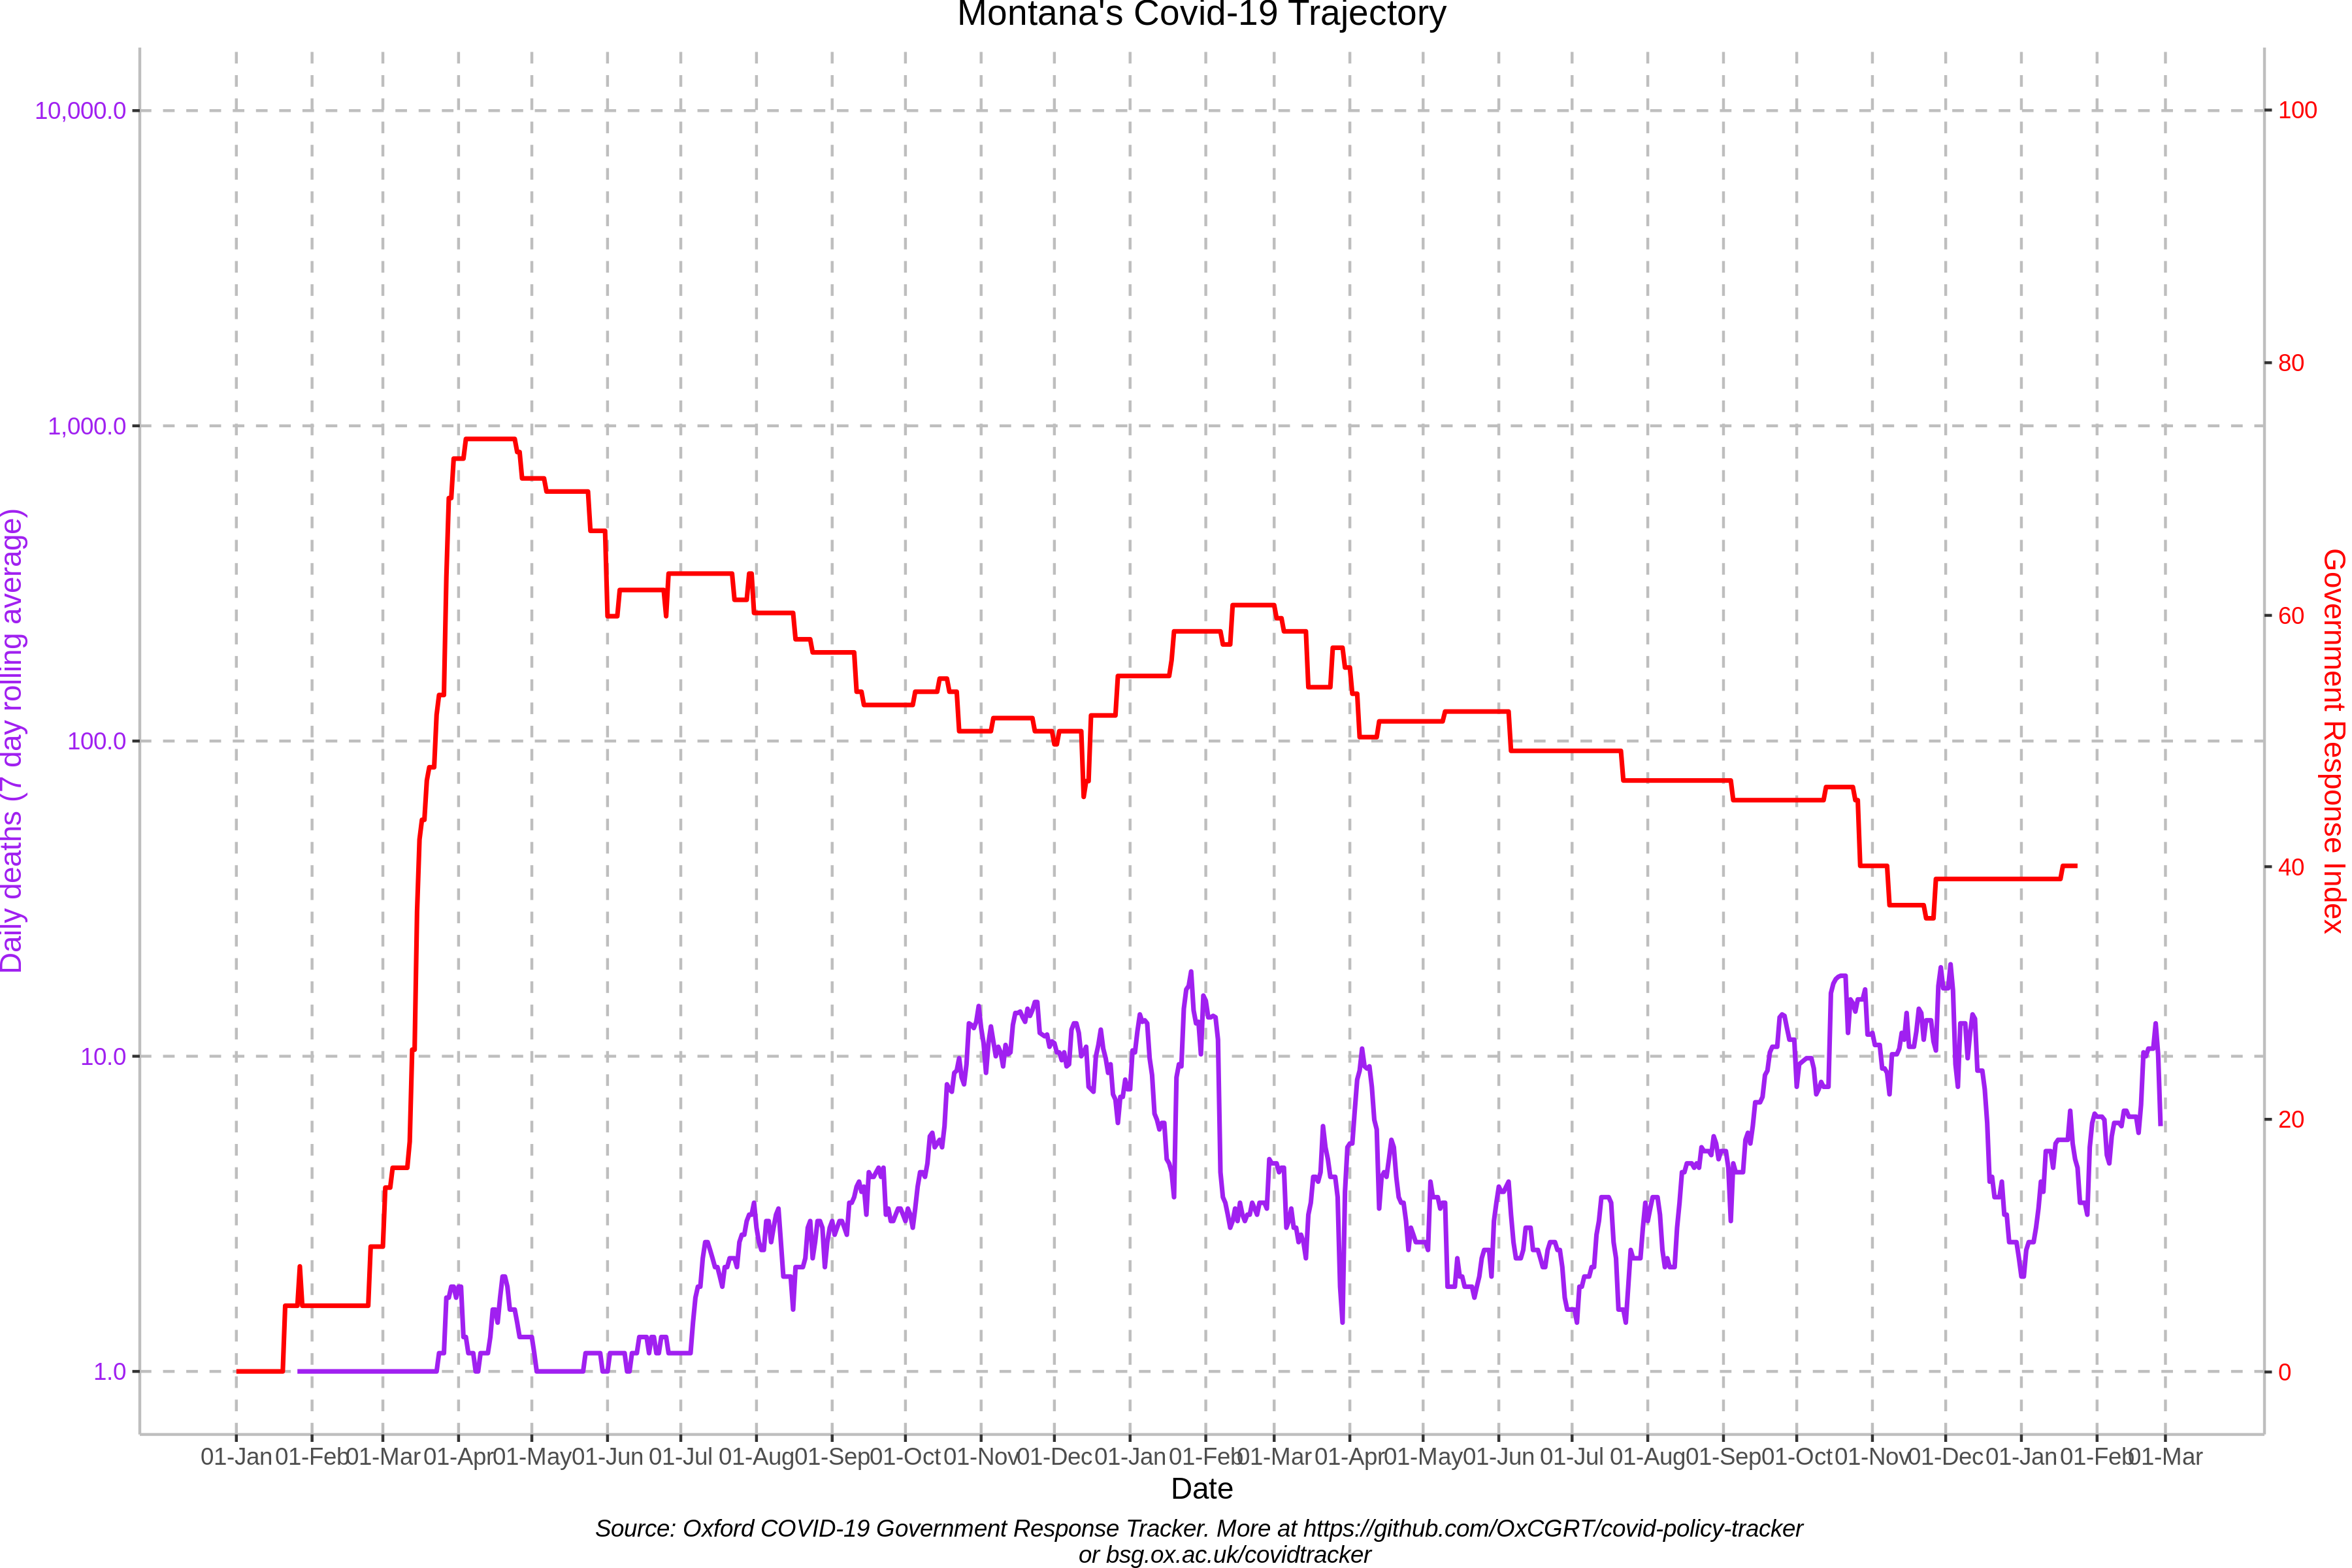 Montana's Covid-19 Trajectory
Daily deaths (7 day rolling average)
10,000.0
1,000.0
100.0
10.0
1.0
Government Response Index
100
80
60
40
20
0
01-Jan 01-Feb 01-Mar 01-Apr 01-May 01-Jun 01-Jul 01-Aug 01-Sep 01-Oct 01-Nov 01-Dec 01-Jan 01-Feb 01-Mar 01-Apr 01-May 01-Jun 01-Jul 01-Aug 01-Sep 01-Oct 01-Nov 01-Dec 01-Jan 01-Feb 01-Mar
Date
Source: Oxford COVID-19 Government Response Tracker. More at https://github.com/OxCGRT/covid-policy-tracker
or bsg.ox.ac.uk/covidtracker